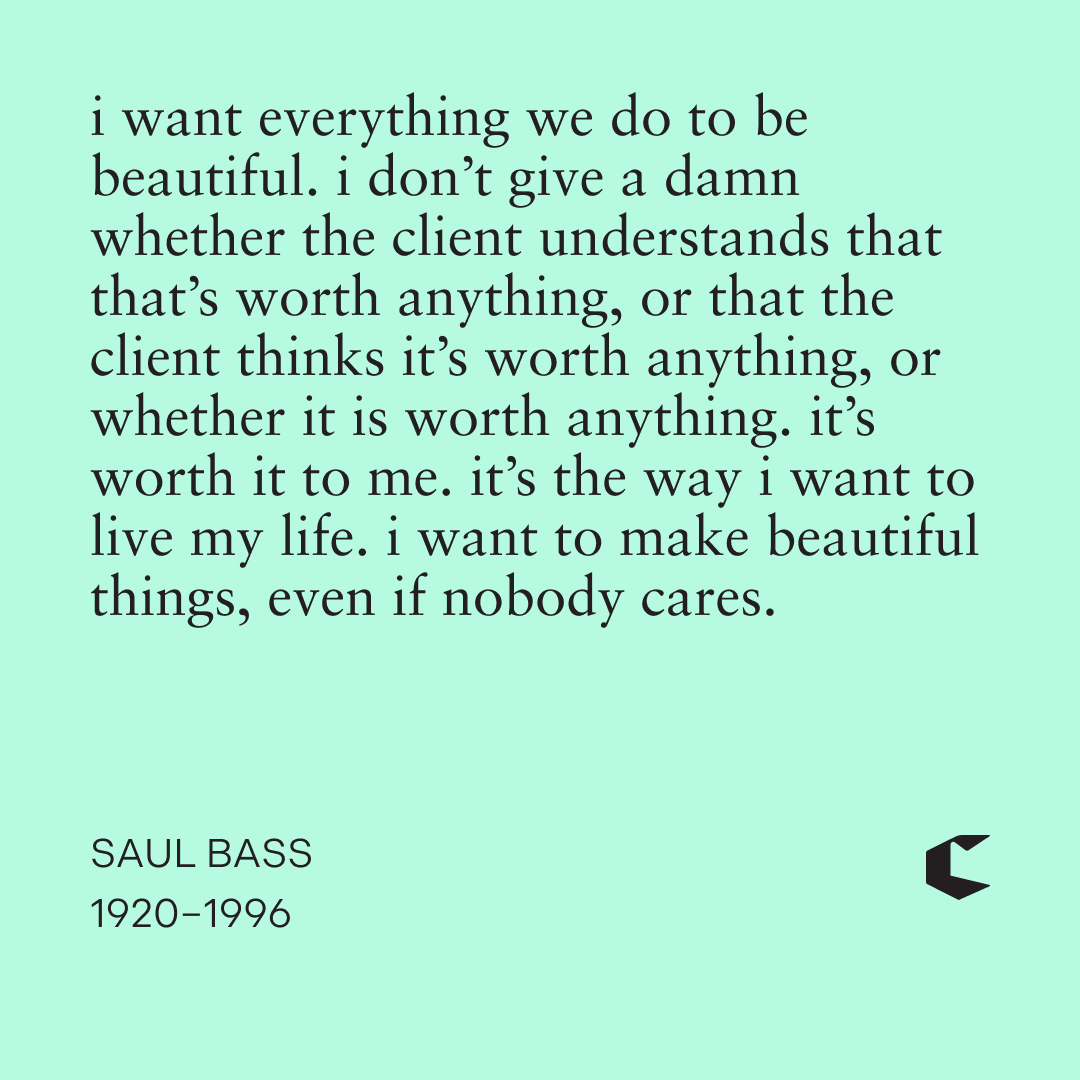 i want everything we do to be
beautiful. i don’t give a damn
whether the client understands that
that’s worth anything, or that the
client thinks it’s worth anything, or
whether it is worth anything. it’s
worth it to me. it’s the way i want to
live my life. i want to make beautiful
things, even if nobody cares.
SAUL BASS
1920–1996